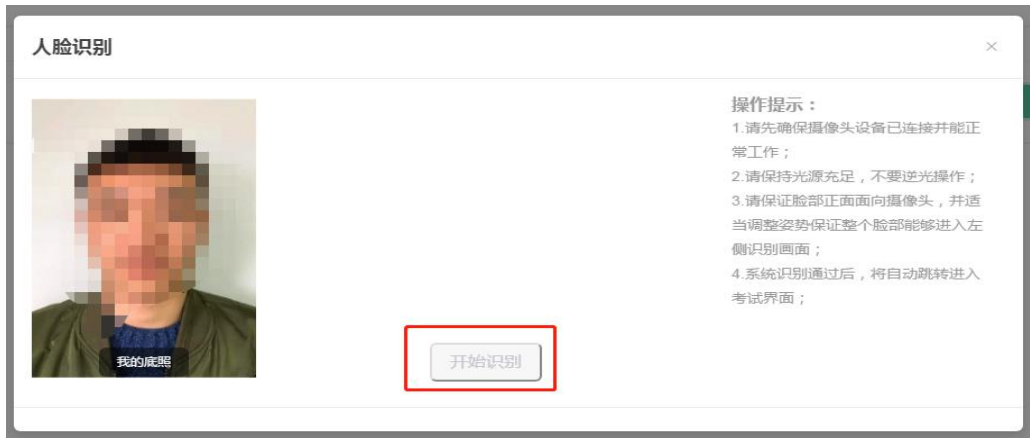 人脸识别
操作提示：
1.请先确保摄像头设备已连接并能正
常工作；
2.请保持光源充足，不要逆光操作；
3.请保证脸部正面面向摄像头，并适
当调整姿势保证整个脸部能够进入左
侧识别画面；
4.系统识别通过后，将自动跳转进入
考试界面；
我的底照
开始识别